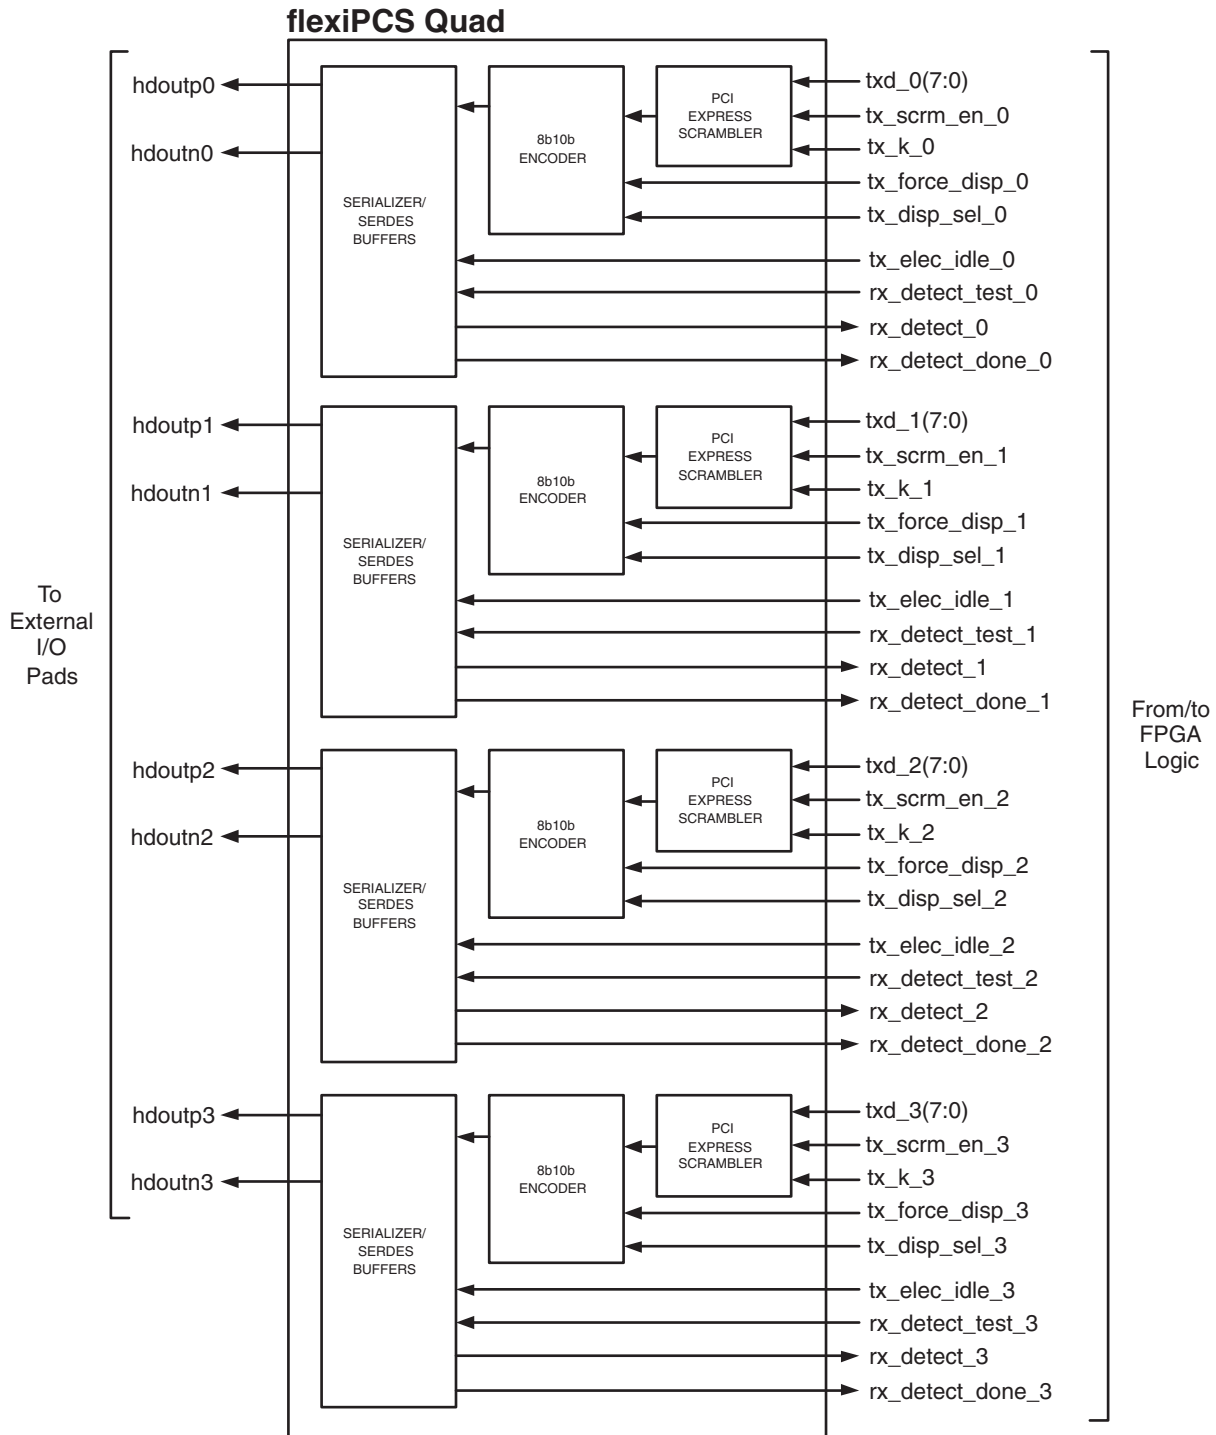 flexiPCS Quad
hdoutp0
hdoutn0
SERIALIZER/
SERDES
BUFFERS
8b10b
ENCODER
PCI
EXPRESS
SCRAMBLER
txd_0(7:0)
tx_scrm_en_0
tx_k_0
tx_force_disp_0
tx_disp_sel_0
tx_elec_idle_0
rx_detect_test_0
rx_detect_0
rx_detect_done_0
hdoutp1
hdoutn1
SERIALIZER/
SERDES
BUFFERS
8b10b
ENCODER
PCI
EXPRESS
SCRAMBLER
txd_1(7:0)
tx_scrm_en_1
tx_k_1
tx_force_disp_1
tx_disp_sel_1
tx_elec_idle_1
rx_detect_test_1
rx_detect_1
rx_detect_done_1
To
External
I/O
Pads
From/to
FPGA
Logic
hdoutp2
hdoutn2
SERIALIZER/
SERDES
BUFFERS
8b10b
ENCODER
PCI
EXPRESS
SCRAMBLER
txd_2(7:0)
tx_scrm_en_2
tx_k_2
tx_force_disp_2
tx_disp_sel_2
tx_elec_idle_2
rx_detect_test_2
rx_detect_2
rx_detect_done_2
hdoutp3
hdoutn3
SERIALIZER/
SERDES
BUFFERS
8b10b
ENCODER
PCI
EXPRESS
SCRAMBLER
txd_3(7:0)
tx_scrm_en_3
tx_k_3
tx_force_disp_3
tx_disp_sel_3
tx_elec_idle_3
rx_detect_test_3
rx_detect_3
rx_detect_done_3